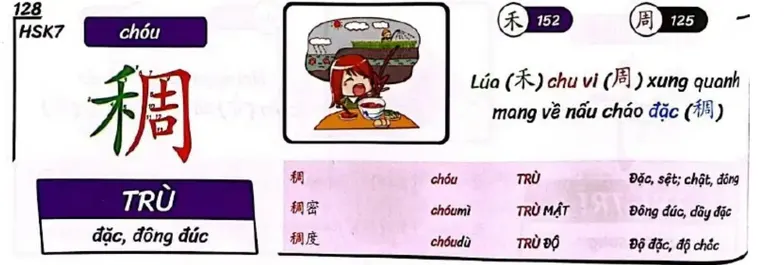 128
HSK7
chóu
稠
TRÙ
đặc, đông đúc
禾 152
周 125
Lúa (禾) chu vi (周) xung quanh
mang về nấu cháo đặc (稠)
稠 chóu TRÙ Đặc, sệt; chật, đông
稠密 chóumì TRÙ MẬT Đông đúc, dầy đặc
稠度 chóudù TRÙ ĐỘ Độ đặc, độ chắc